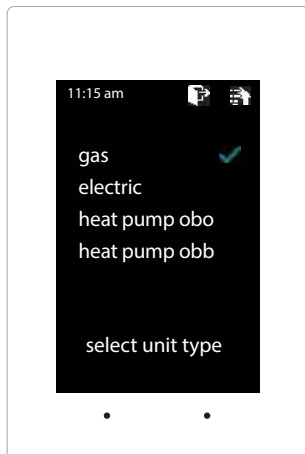 11:15 am
gas
electric
heat pump obo
heat pump obb
select unit type